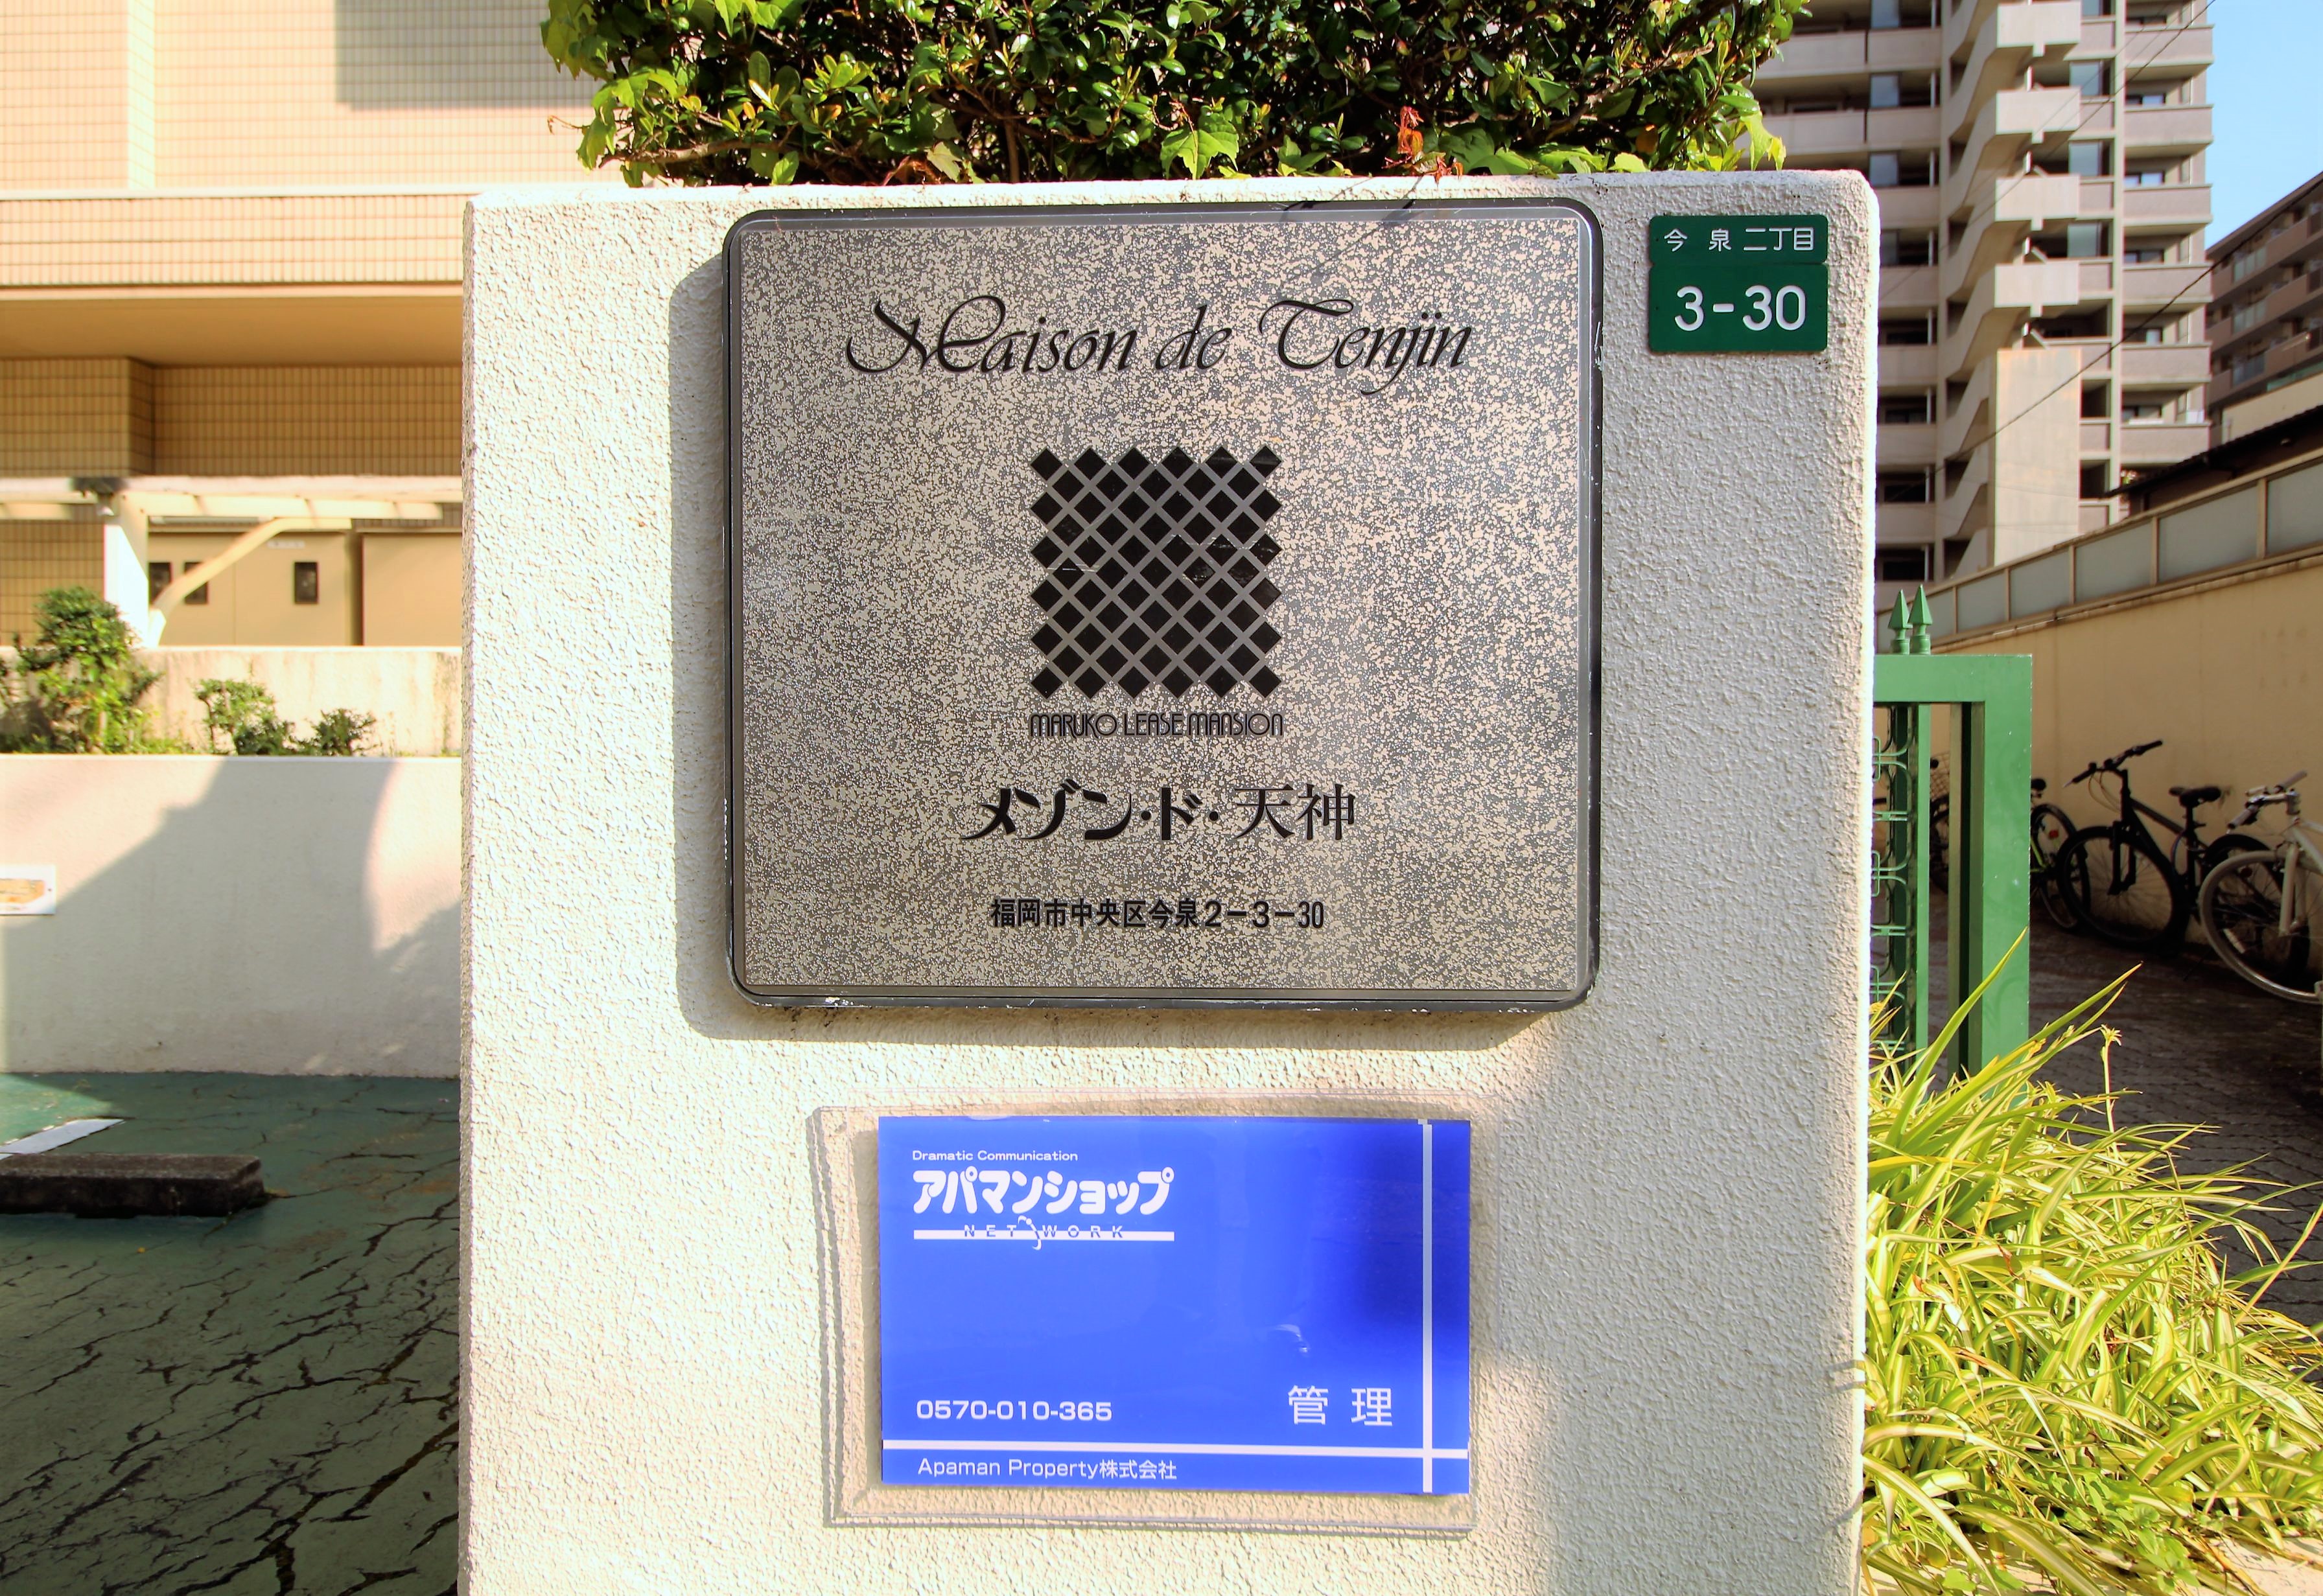 Maison de Tenjin
MARUKO LEASE MANSION
メゾン・ド・天神
福岡市中央区今泉2-3-30
今泉二丁目
3-30
Dramatic Communication
アパマンショップ
NETWORK
0570-010-365
管理
Apaman Property株式会社